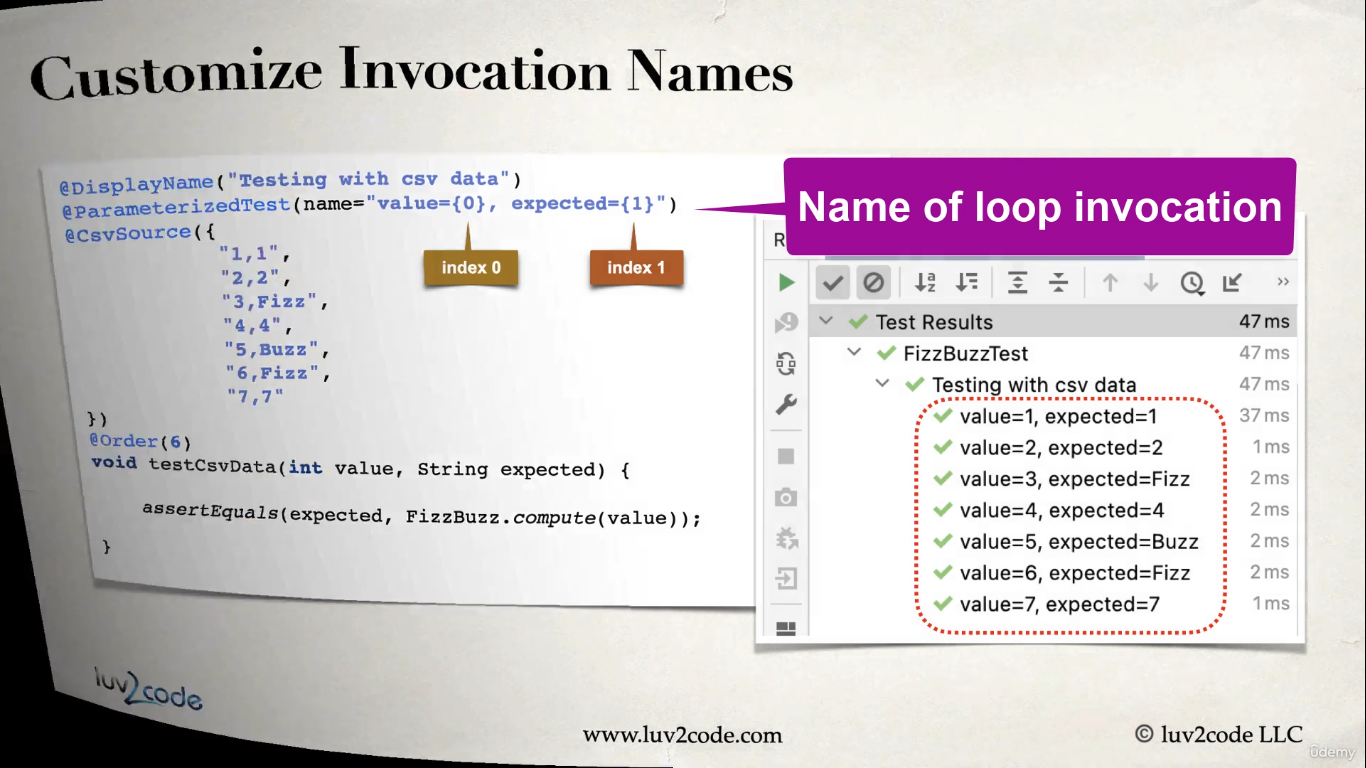 Customize Invocation Names
@DisplayName("Testing with csv data")
@ParameterizedTest(name="value={0}, expected={1}")
@CsvSource({
"1,1",
"2,2",
"3,Fizz",
"4,4",
"5,Buzz",
"6,Fizz",
"7,7"
})
@Order(6)
void testCsvData(int value, String expected) {
assertEquals(expected, FizzBuzz.compute(value));
}
index 0
index 1
Name of loop invocation
R
Test Results 47 ms
FizzBuzzTest 47 ms
Testing with csv data 47 ms
value=1, expected=1 37 ms
value=2, expected=2 1 ms
value=3, expected=Fizz 2 ms
value=4, expected=4 2 ms
value=5, expected=Buzz 2 ms
value=6, expected=Fizz 2 ms
value=7, expected=7 1 ms
luv2code
www.luv2code.com
© luv2code LLC
ûdemy